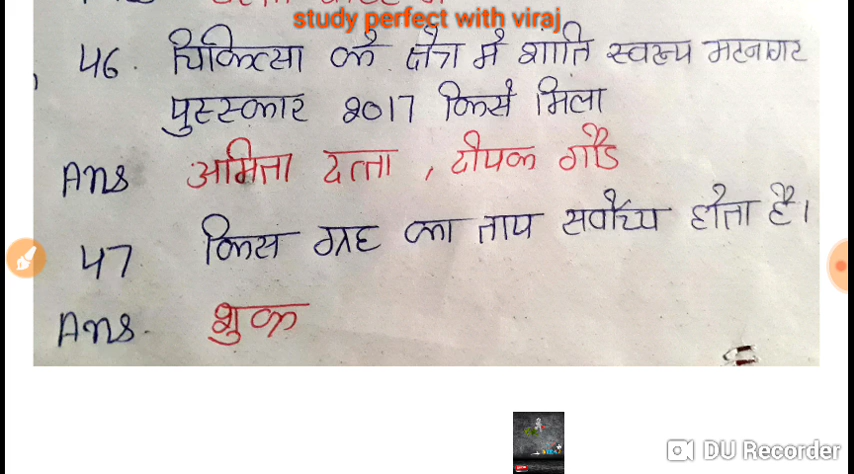 study perfect with viraj
46. चिकित्सा के क्षेत्र में शांति स्वरूप भटनागर
पुरस्कार 2017 किसे मिला
Ans अमित दत्ता, दीपक गौड
47 किस ग्रह का ताप सर्वोच्च होता है।
Ans. शुक्र
DU Recorder